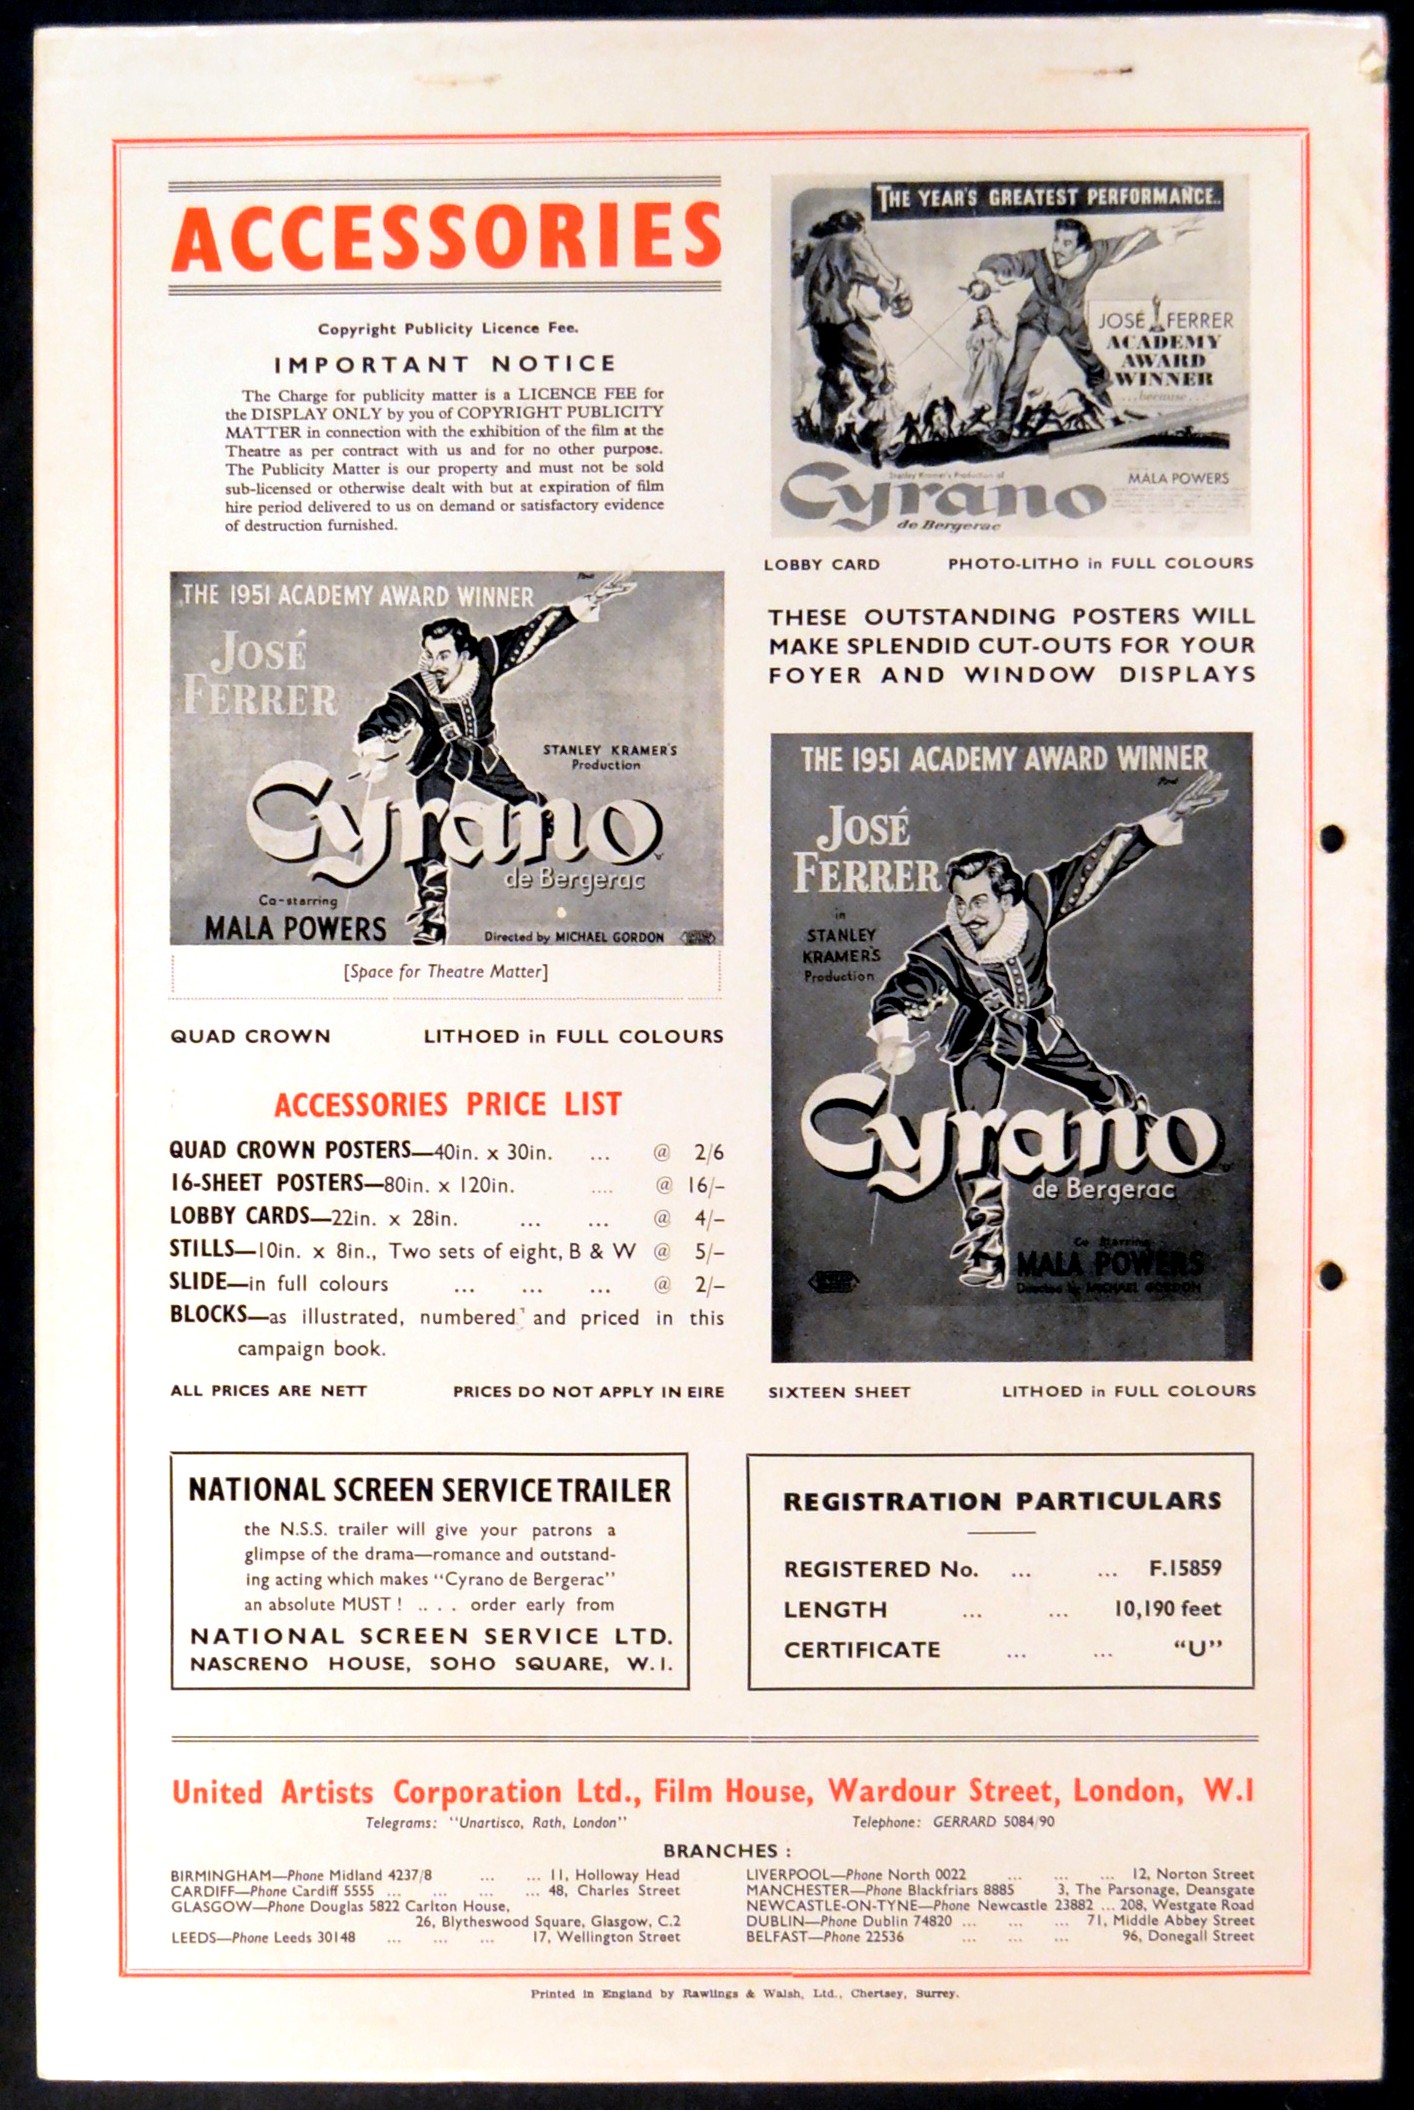 ACCESSORIES
Copyright Publicity Licence Fee.
IMPORTANT NOTICE
The Charge for publicity matter is a LICENCE FEE for
the DISPLAY ONLY by you of COPYRIGHT PUBLICITY
MATTER in connection with the exhibition of the film at the
Theatre as per contract with us and for no other purpose.
The Publicity Matter is our property and must not be sold
sub-licensed or otherwise dealt with but at expiration of film
hire period delivered to us on demand or satisfactory evidence
of destruction furnished.
THE 1951 ACADEMY AWARD WINNER
JOSÉ
FERRER
STANLEY KRAMER'S
Production
Cyrano
de Bergerac
Co-starring
MALA POWERS
Directed by MICHAEL GORDON
[Space for Theatre Matter]
QUAD CROWN LITHOED in FULL COLOURS
ACCESSORIES PRICE LIST
QUAD CROWN POSTERS—40in. x 30in. ... @ 2/6
16-SHEET POSTERS—80in. x 120in. .... @ 16/-
LOBBY CARDS—22in. x 28in. ... ... @ 4/-
STILLS—10in. x 8in., Two sets of eight, B & W @ 5/-
SLIDE—in full colours ... ... ... @ 2/-
BLOCKS—as illustrated, numbered and priced in this
campaign book.
ALL PRICES ARE NETT PRICES DO NOT APPLY IN EIRE
THE YEAR'S GREATEST PERFORMANCE..
JOSÉ FERRER
ACADEMY
AWARD
WINNER
...because...
Stanley Kramer's Production of
Cyrano
de Bergerac
MALA POWERS
LOBBY CARD PHOTO-LITHO in FULL COLOURS
THESE OUTSTANDING POSTERS WILL
MAKE SPLENDID CUT-OUTS FOR YOUR
FOYER AND WINDOW DISPLAYS
THE 1951 ACADEMY AWARD WINNER
JOSÉ
FERRER
in
STANLEY
KRAMER'S
Production
Cyrano
de Bergerac
Co Starring
MALA POWERS
Directed by MICHAEL GORDON
SIXTEEN SHEET LITHOED in FULL COLOURS
NATIONAL SCREEN SERVICE TRAILER
the N.S.S. trailer will give your patrons a
glimpse of the drama—romance and outstand-
ing acting which makes "Cyrano de Bergerac"
an absolute MUST ! .. . . order early from
NATIONAL SCREEN SERVICE LTD.
NASCRENO HOUSE, SOHO SQUARE, W.1.
REGISTRATION PARTICULARS
REGISTERED No. ... ... F.15859
LENGTH ... ... 10,190 feet
CERTIFICATE ... ... "U"
United Artists Corporation Ltd., Film House, Wardour Street, London, W.1
Telegrams: "Unartisco, Rath, London" Telephone: GERRARD 5084/90
BRANCHES :
BIRMINGHAM—Phone Midland 4237/8 ... ... 11, Holloway Head
CARDIFF—Phone Cardiff 5555 ... ... ... ... 48, Charles Street
GLASGOW—Phone Douglas 5822 Carlton House,
26, Blytheswood Square, Glasgow, C.2
LEEDS—Phone Leeds 30148 ... ... ... 17, Wellington Street
LIVERPOOL—Phone North 0022 ... ... ... 12, Norton Street
MANCHESTER—Phone Blackfriars 8885 3, The Parsonage, Deansgate
NEWCASTLE-ON-TYNE—Phone Newcastle 23882 ... 208, Westgate Road
DUBLIN—Phone Dublin 74820 ... ... ... 71, Middle Abbey Street
BELFAST—Phone 22536 ... ... ... 96, Donegall Street
Printed in England by Rawlings & Walsh, Ltd., Chertsey, Surrey.